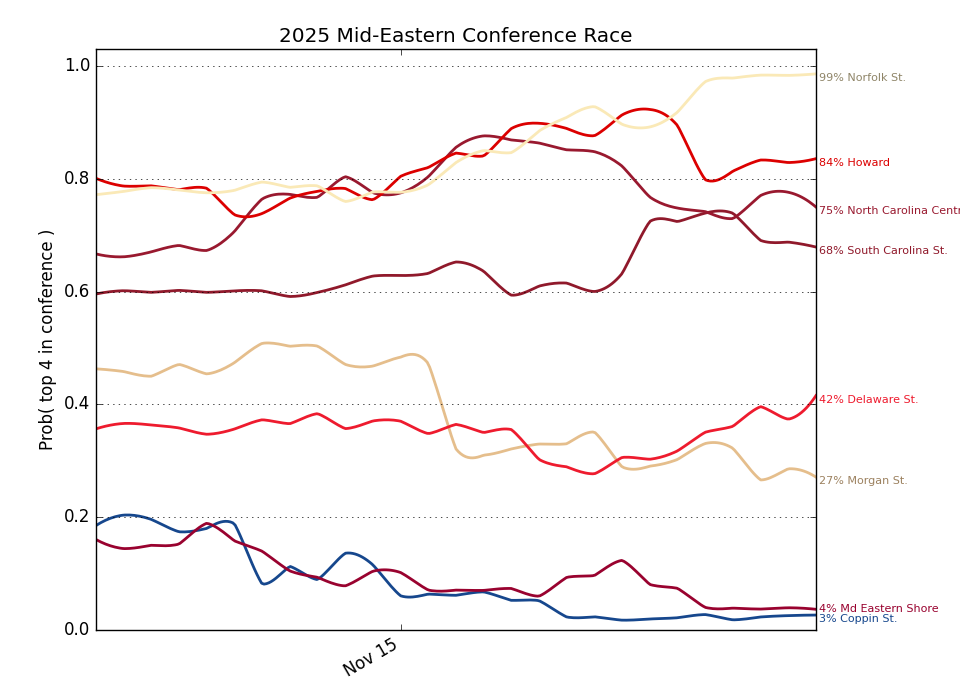 2025 Mid-Eastern Conference Race
Prob( top 4 in conference )
1.0
0.8
0.6
0.4
0.2
0.0
Nov 15
99% Norfolk St.
84% Howard
75% North Carolina Centr
68% South Carolina St.
42% Delaware St.
27% Morgan St.
4% Md Eastern Shore
3% Coppin St.